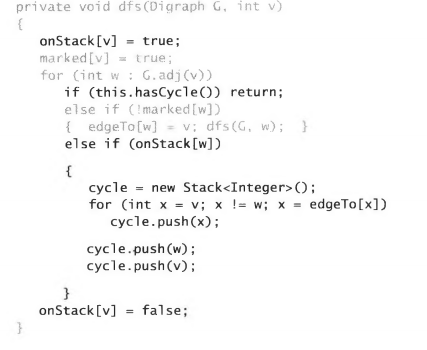 private void dfs(Digraph G, int v)
{
onStack[v] = true;
marked[v] = true;
for (int w : G.adj(v))
if (this.hasCycle()) return;
else if (!marked[w])
{ edgeTo[w] = v; dfs(G, w); }
else if (onStack[w])
{
cycle = new Stack<Integer>();
for (int x = v; x != w; x = edgeTo[x])
cycle.push(x);
cycle.push(w);
cycle.push(v);
}
onStack[v] = false;
}